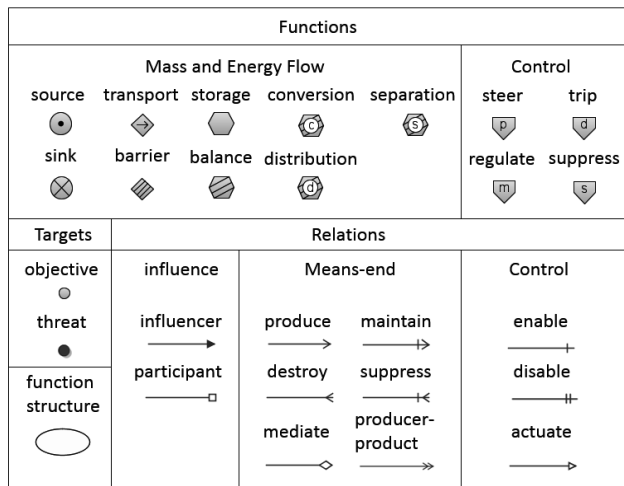 Functions
Mass and Energy Flow
Control
source transport storage conversion separation
steer trip
c s
p d
sink barrier balance distribution
regulate suppress
d
m s
Targets
Relations
objective
influence
Means-end
Control
threat
influencer
produce maintain
enable
function
structure
participant
destroy suppress
disable
mediate
producer-
product
actuate